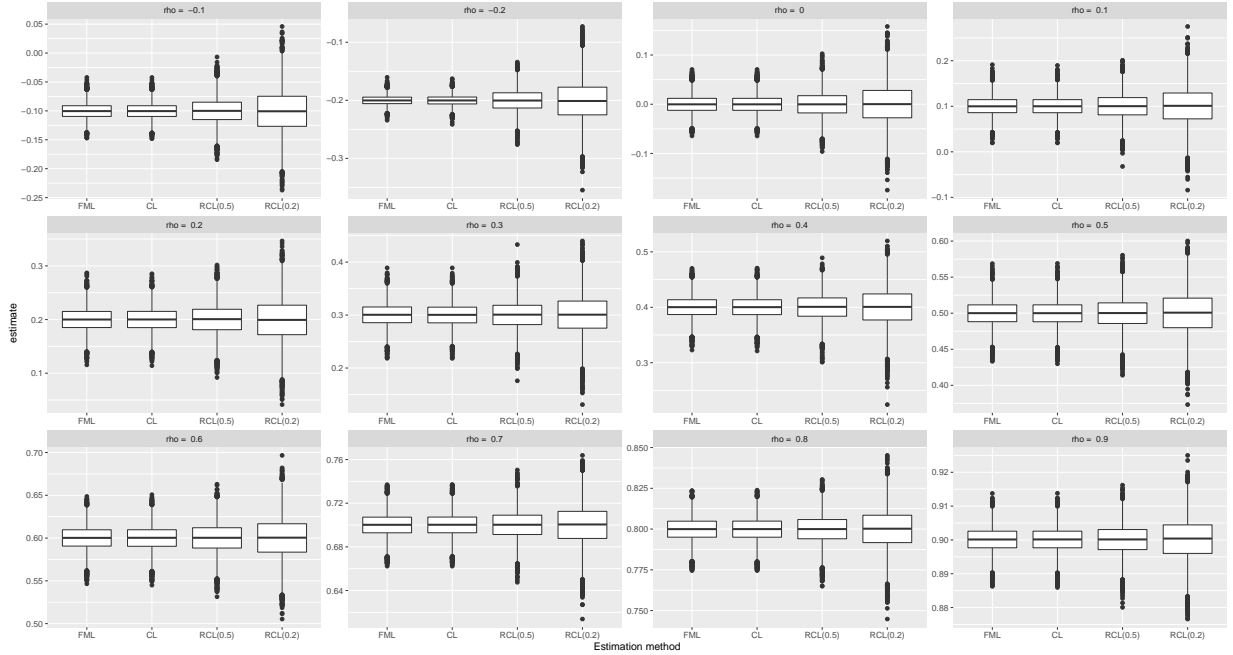 rho = −0.1
rho = −0.2
rho = 0
rho = 0.1
0.05
0.00
−0.05
−0.10
−0.15
−0.20
−0.25
−0.1
−0.2
−0.3
0.1
0.0
−0.1
0.2
0.1
0.0
−0.1
FML CL RCL(0.5) RCL(0.2)
FML CL RCL(0.5) RCL(0.2)
FML CL RCL(0.5) RCL(0.2)
FML CL RCL(0.5) RCL(0.2)
rho = 0.2
rho = 0.3
rho = 0.4
rho = 0.5
0.3
0.2
0.1
0.4
0.3
0.2
0.5
0.4
0.3
0.60
0.55
0.50
0.45
0.40
FML CL RCL(0.5) RCL(0.2)
FML CL RCL(0.5) RCL(0.2)
FML CL RCL(0.5) RCL(0.2)
FML CL RCL(0.5) RCL(0.2)
rho = 0.6
rho = 0.7
rho = 0.8
rho = 0.9
0.70
0.65
0.60
0.55
0.50
0.76
0.72
0.68
0.64
0.850
0.825
0.800
0.775
0.750
0.92
0.91
0.90
0.89
0.88
FML CL RCL(0.5) RCL(0.2)
FML CL RCL(0.5) RCL(0.2)
FML CL RCL(0.5) RCL(0.2)
FML CL RCL(0.5) RCL(0.2)
estimate
Estimation method